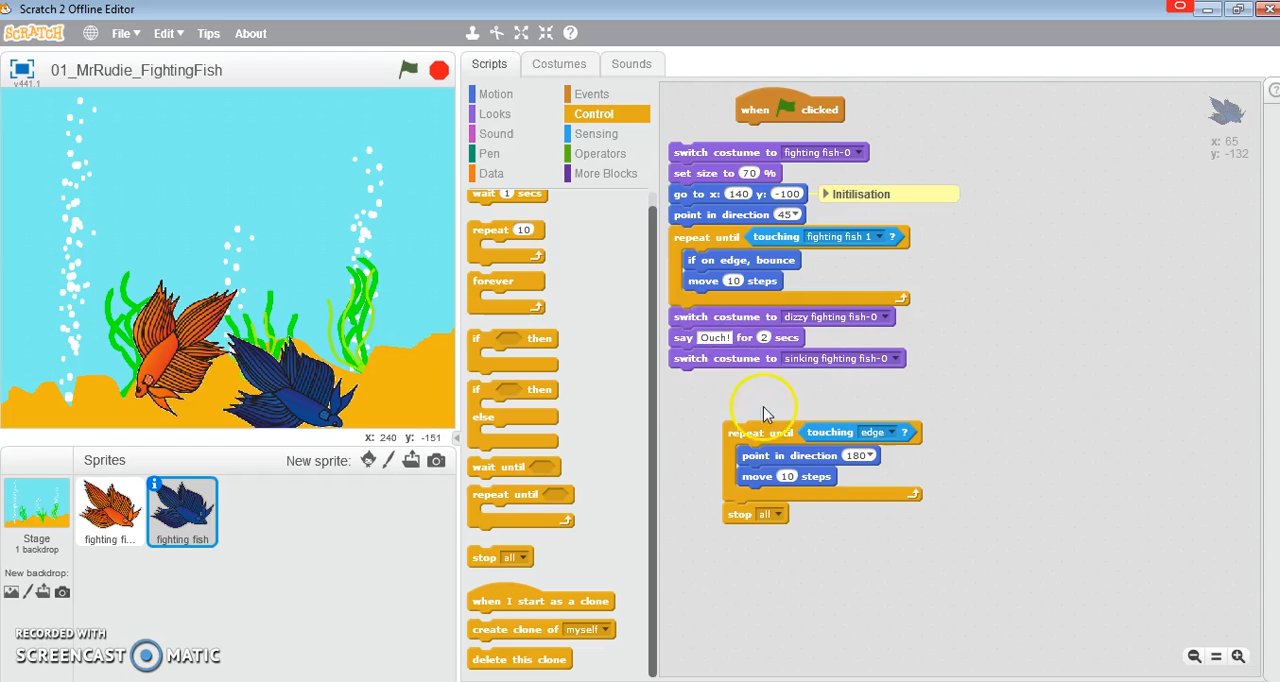 Scratch 2 Offline Editor
SCRATCH File Edit Tips About
01_MrRudie_FightingFish
v441.1
Scripts Costumes Sounds
Motion Events
Looks Control
Sound Sensing
Pen Operators
Data More Blocks
wait 1 secs
repeat 10
forever
if then
if then
else
wait until
repeat until
stop all
when I start as a clone
create clone of myself
delete this clone
when clicked
switch costume to fighting fish-0
set size to 70 %
go to x: 140 y: -100 Initilisation
point in direction 45
repeat until touching fighting fish 1 ?
if on edge, bounce
move 10 steps
switch costume to dizzy fighting fish-0
say Ouch! for 2 secs
switch costume to sinking fighting fish-0
repeat until touching edge ?
point in direction 180
move 10 steps
stop all
x: 65
y: -132
x: 240 y: -151
Sprites New sprite:
Stage
1 backdrop
New backdrop:
fighting fi...
fighting fish
RECORDED WITH
SCREENCAST MATIC